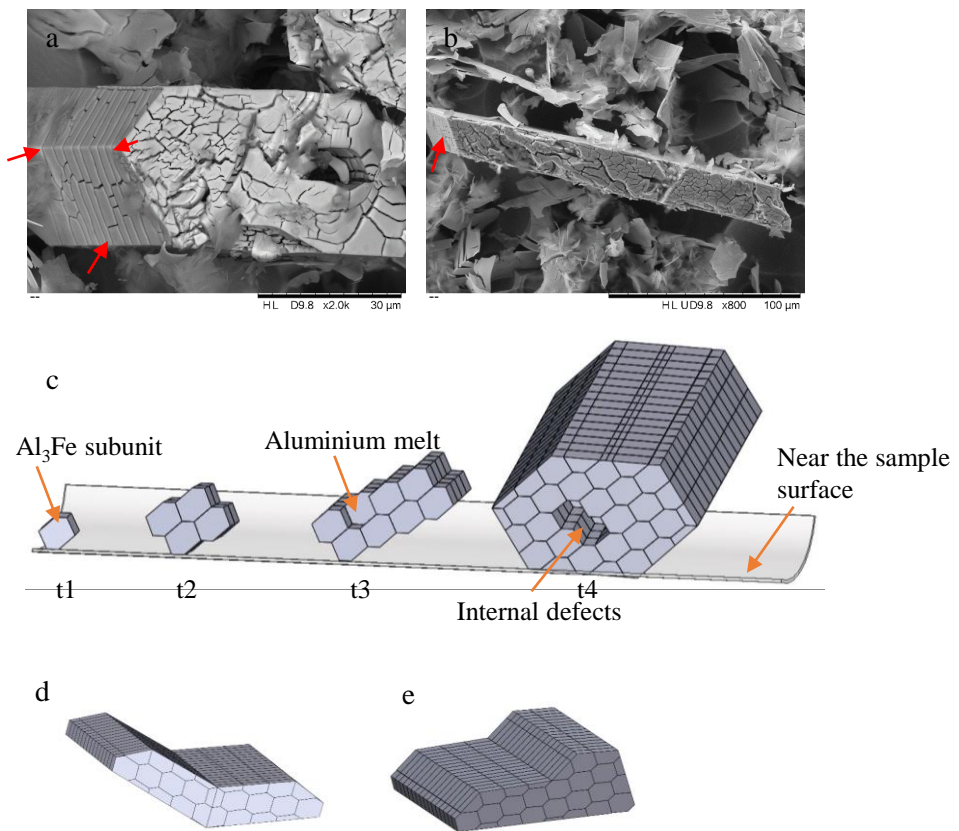 a
b
--
HL D9.8 x2.0k 30 µm
--
HL UD9.8 x800 100 µm
c
Al₃Fe subunit
Aluminium melt
Near the sample
surface
t1
t2
t3
t4
Internal defects
d
e